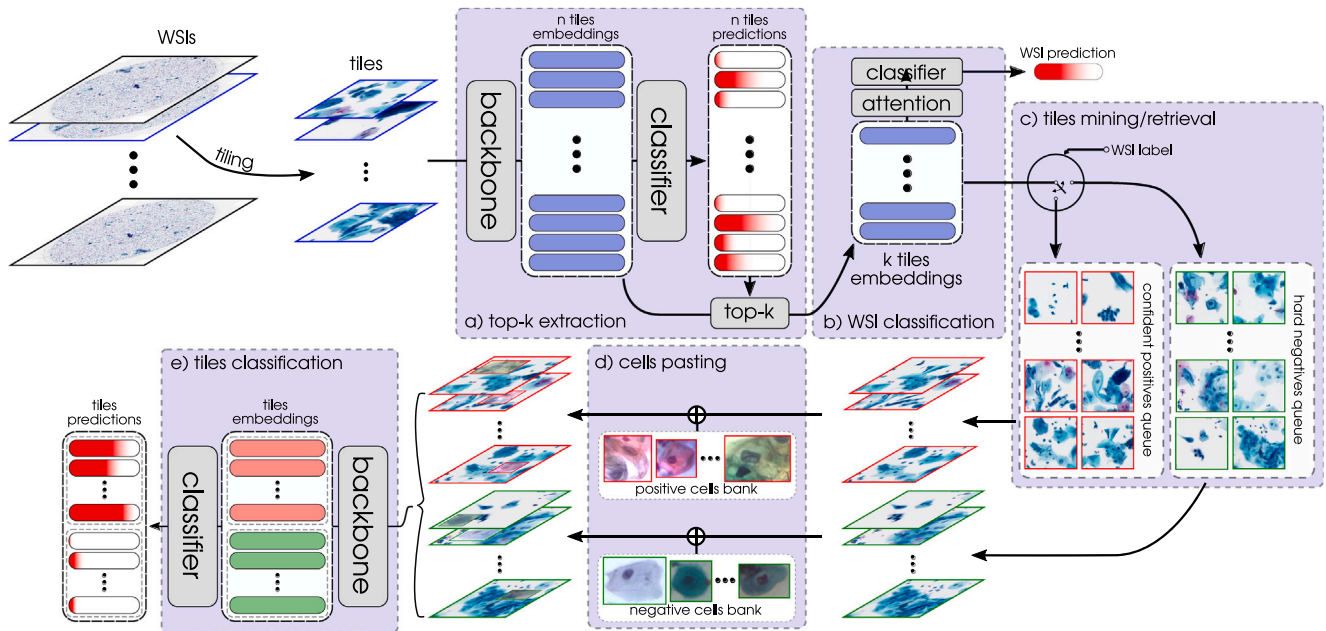 WSIs
tiling
tiles
n tiles
embeddings
n tiles
predictions
backbone
classifier
a) top-k extraction
top-k
classifier
attention
WSI prediction
k tiles
embeddings
b) WSI classification
c) tiles mining/retrieval
WSI label
confident positives queue
hard negatives queue
d) cells pasting
positive cells bank
negative cells bank
e) tiles classification
tiles
predictions
tiles
embeddings
classifier
backbone